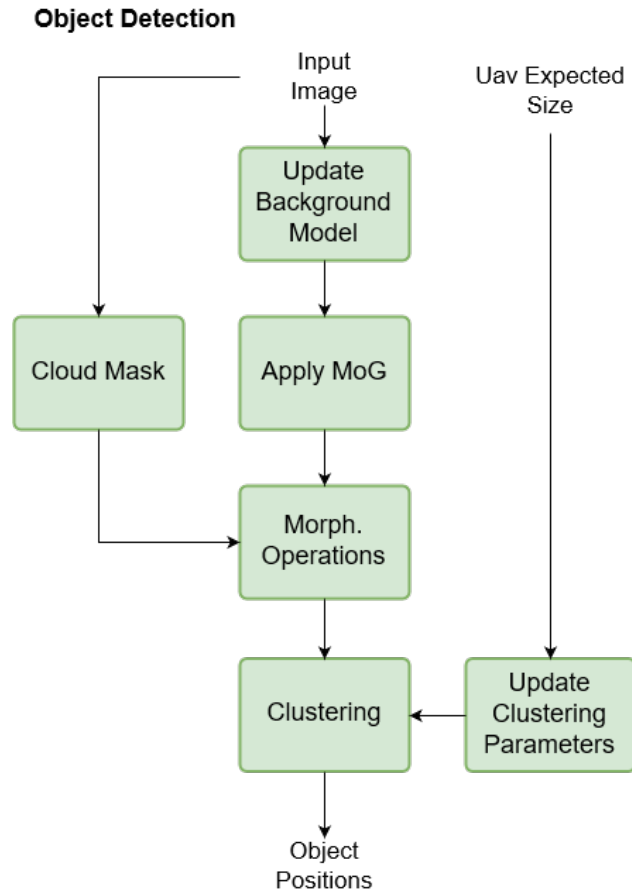 Object Detection
Input
Image
Uav Expected
Size
Update
Background
Model
Cloud Mask
Apply MoG
Morph.
Operations
Clustering
Update
Clustering
Parameters
Object
Positions